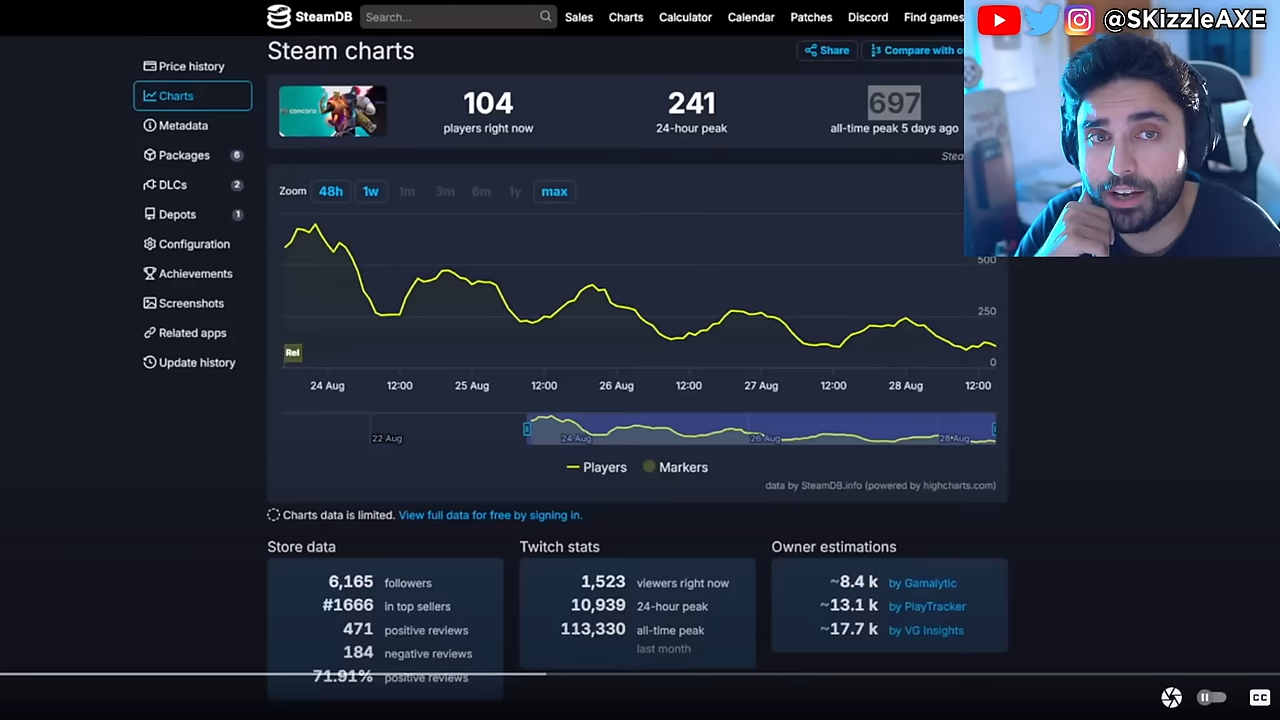 SteamDB
Search...
Sales
Charts
Calculator
Calendar
Patches
Discord
Find games
@SKizzleAXE
Steam charts
Share
Compare with
Price history
Charts
Metadata
Packages 6
DLCs 2
Depots 1
Configuration
Achievements
Screenshots
Related apps
Update history
CONCORD
104
players right now
241
24-hour peak
697
all-time peak 5 days ago
Zoom 48h 1w 1m 3m 6m 1y max
500
250
0
Rel
24 Aug 12:00 25 Aug 12:00 26 Aug 12:00 27 Aug 12:00 28 Aug 12:00
22 Aug 24 Aug 26 Aug 28 Aug
Players Markers
data by SteamDB.info (powered by highcharts.com)
Charts data is limited. View full data for free by signing in.
Store data
6,165 followers
#1666 in top sellers
471 positive reviews
184 negative reviews
71.91% positive reviews
Twitch stats
1,523 viewers right now
10,939 24-hour peak
113,330 all-time peak
last month
Owner estimations
~8.4 k by Gamalytic
~13.1 k by PlayTracker
~17.7 k by VG Insights
CC